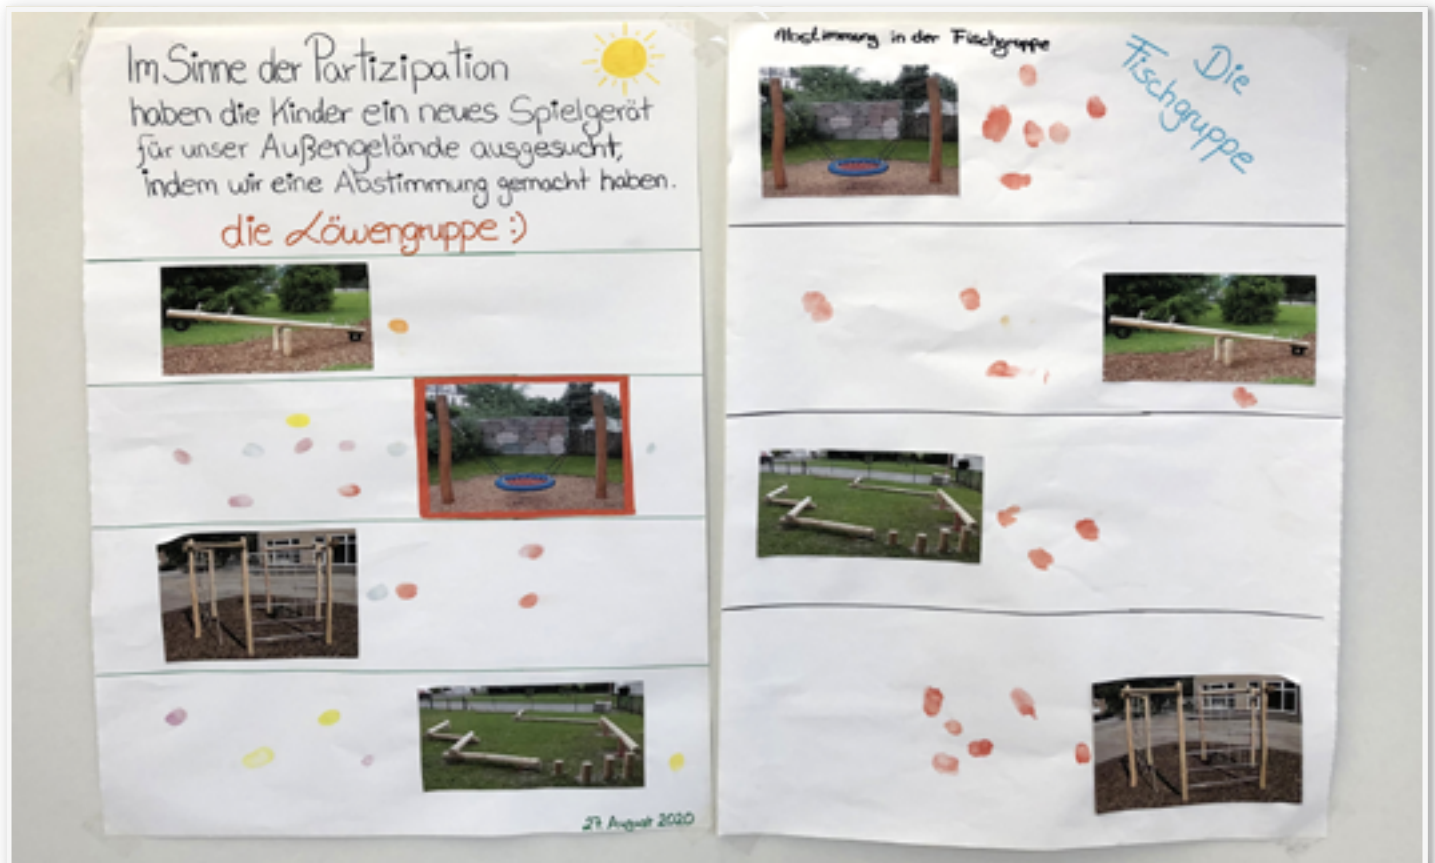 Im Sinne der Partizipation
haben die Kinder ein neues Spielgerät
für unser Außengelände ausgesucht,
indem wir eine Abstimmung gemacht haben.
die Löwengruppe :)
27. August 2020
Abstimmung in der Fischgruppe
Die
Fischgruppe